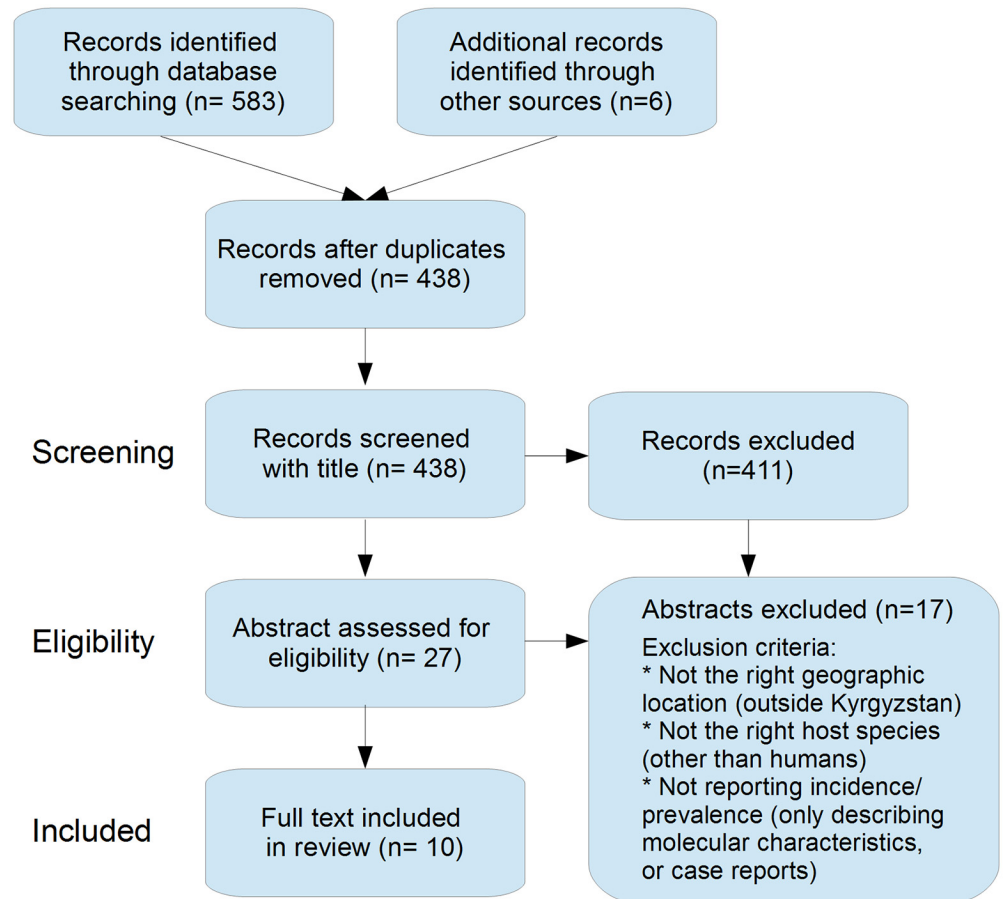 Records identified
through database
searching (n= 583)
Additional records
identified through
other sources (n=6)
Records after duplicates
removed (n= 438)
Screening
Records screened
with title (n= 438)
Records excluded
(n=411)
Eligibility
Abstract assessed for
eligibility (n= 27)
Abstracts excluded (n=17)
Exclusion criteria:
* Not the right geographic
location (outside Kyrgyzstan)
* Not the right host species
(other than humans)
* Not reporting incidence/
prevalence (only describing
molecular characteristics,
or case reports)
Included
Full text included
in review (n= 10)